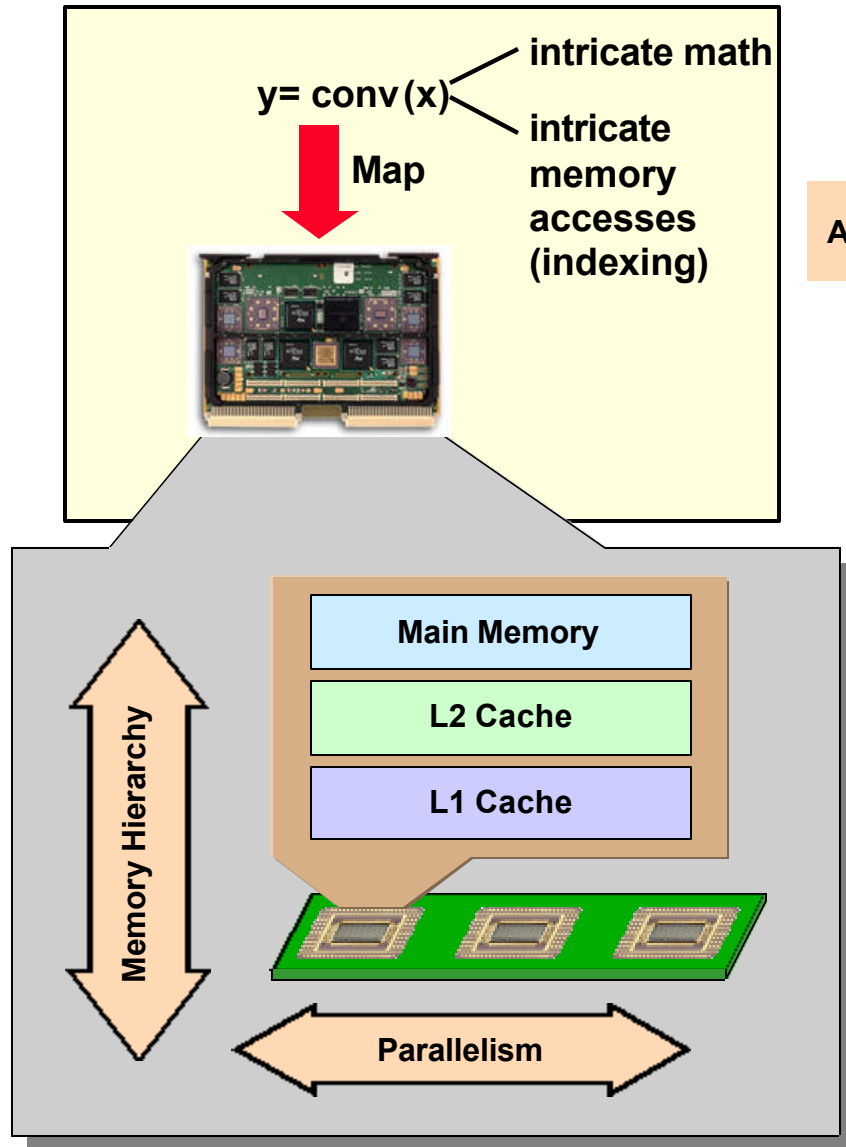 intricate math
y= conv(x)
intricate
memory
accesses
(indexing)
Map
A
Main Memory
L2 Cache
L1 Cache
Memory Hierarchy
Parallelism